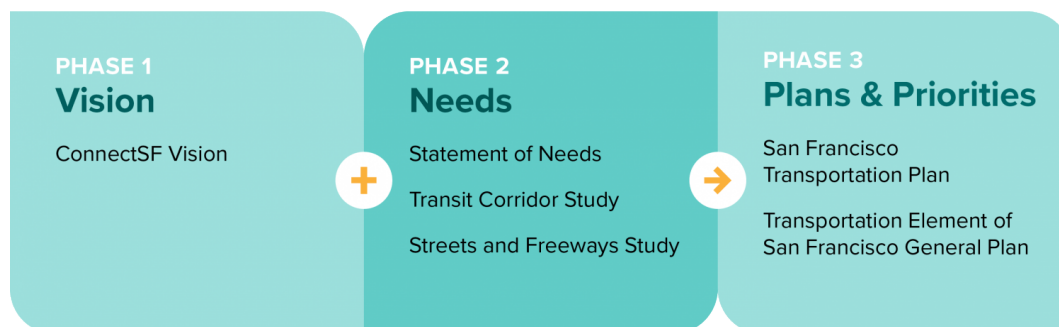 PHASE 1
Vision
ConnectSF Vision
PHASE 2
Needs
Statement of Needs
Transit Corridor Study
Streets and Freeways Study
PHASE 3
Plans & Priorities
San Francisco
Transportation Plan
Transportation Element of
San Francisco General Plan